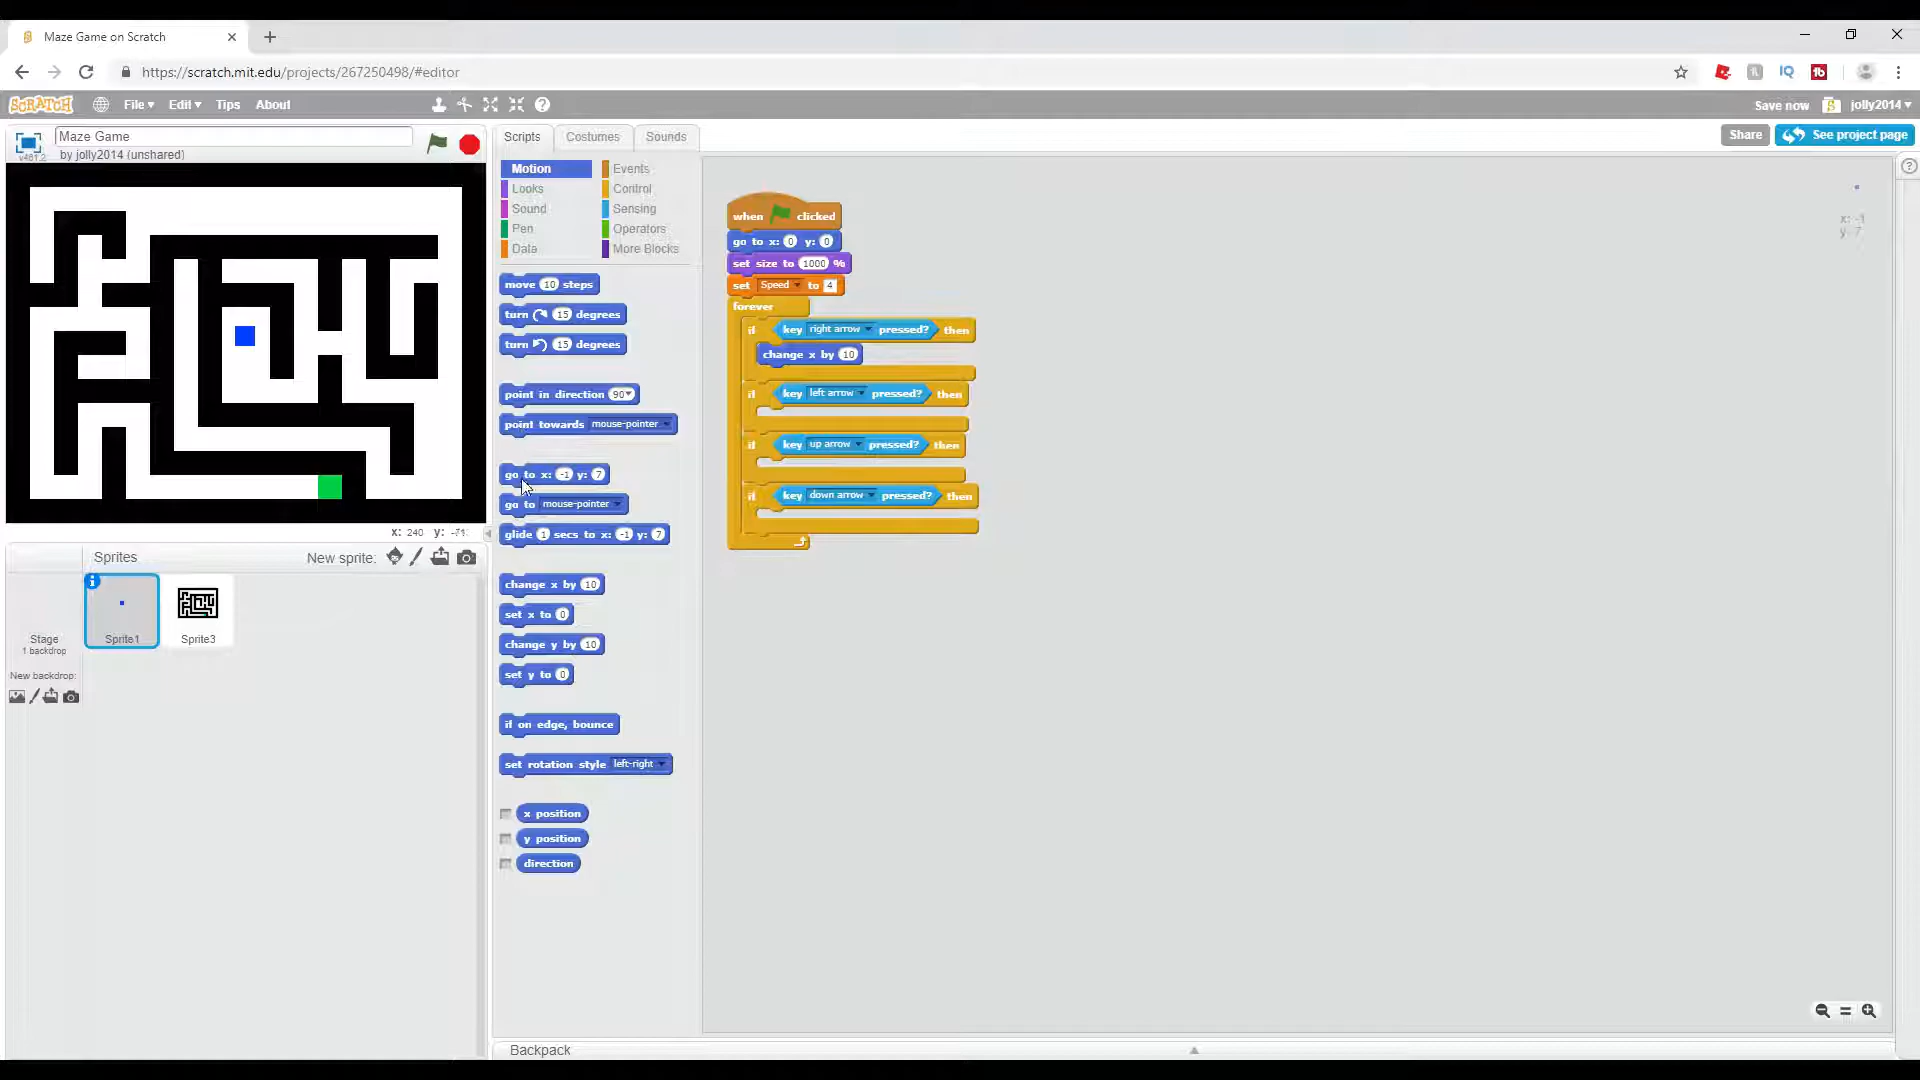 Maze Game on Scratch
https://scratch.mit.edu/projects/267250498/#editor
SCRATCH File Edit Tips About Save now jolly2014
Maze Game
by jolly2014 (unshared)
v461.2
Scripts Costumes Sounds
Share See project page
Motion Events
Looks Control
Sound Sensing
Pen Operators
Data More Blocks
move 10 steps
turn 15 degrees
turn 15 degrees
point in direction 90
point towards mouse-pointer
go to x: -1 y: 7
go to mouse-pointer
glide 1 secs to x: -1 y: 7
change x by 10
set x to 0
change y by 10
set y to 0
if on edge, bounce
set rotation style left-right
x position
y position
direction
when clicked
go to x: 0 y: 0
set size to 1000 %
set Speed to 4
forever
if key right arrow pressed? then
change x by 10
if key left arrow pressed? then
if key up arrow pressed? then
if key down arrow pressed? then
x: -1
y: 7
x: 240 y: -71
Sprites New sprite:
Stage
1 backdrop
Sprite1
Sprite3
New backdrop:
Backpack